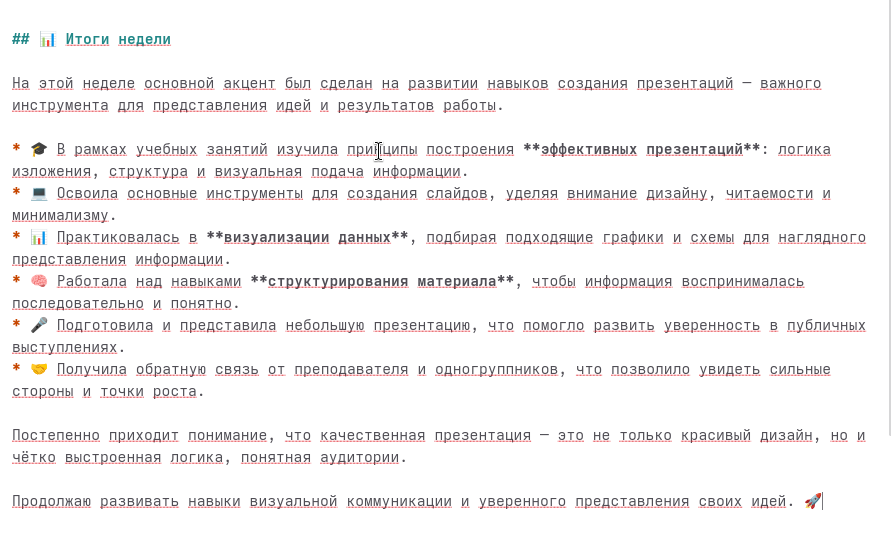 ## 📊 Итоги недели
На этой неделе основной акцент был сделан на развитии навыков создания презентаций — важного
инструмента для представления идей и результатов работы.
* 🎓 В рамках учебных занятий изучила принципы построения **эффективных презентаций**: логика
изложения, структура и визуальная подача информации.
* 💻 Освоила основные инструменты для создания слайдов, уделяя внимание дизайну, читаемости и
минимализму.
* 📊 Практиковалась в **визуализации данных**, подбирая подходящие графики и схемы для наглядного
представления информации.
* 🧠 Работала над навыками **структурирования материала**, чтобы информация воспринималась
последовательно и понятно.
* 🎤 Подготовила и представила небольшую презентацию, что помогло развить уверенность в публичных
выступлениях.
* 🤝 Получила обратную связь от преподавателя и одногруппников, что позволило увидеть сильные
стороны и точки роста.
Постепенно приходит понимание, что качественная презентация — это не только красивый дизайн, но и
чётко выстроенная логика, понятная аудитории.
Продолжаю развивать навыки визуальной коммуникации и уверенного представления своих идей. 🚀